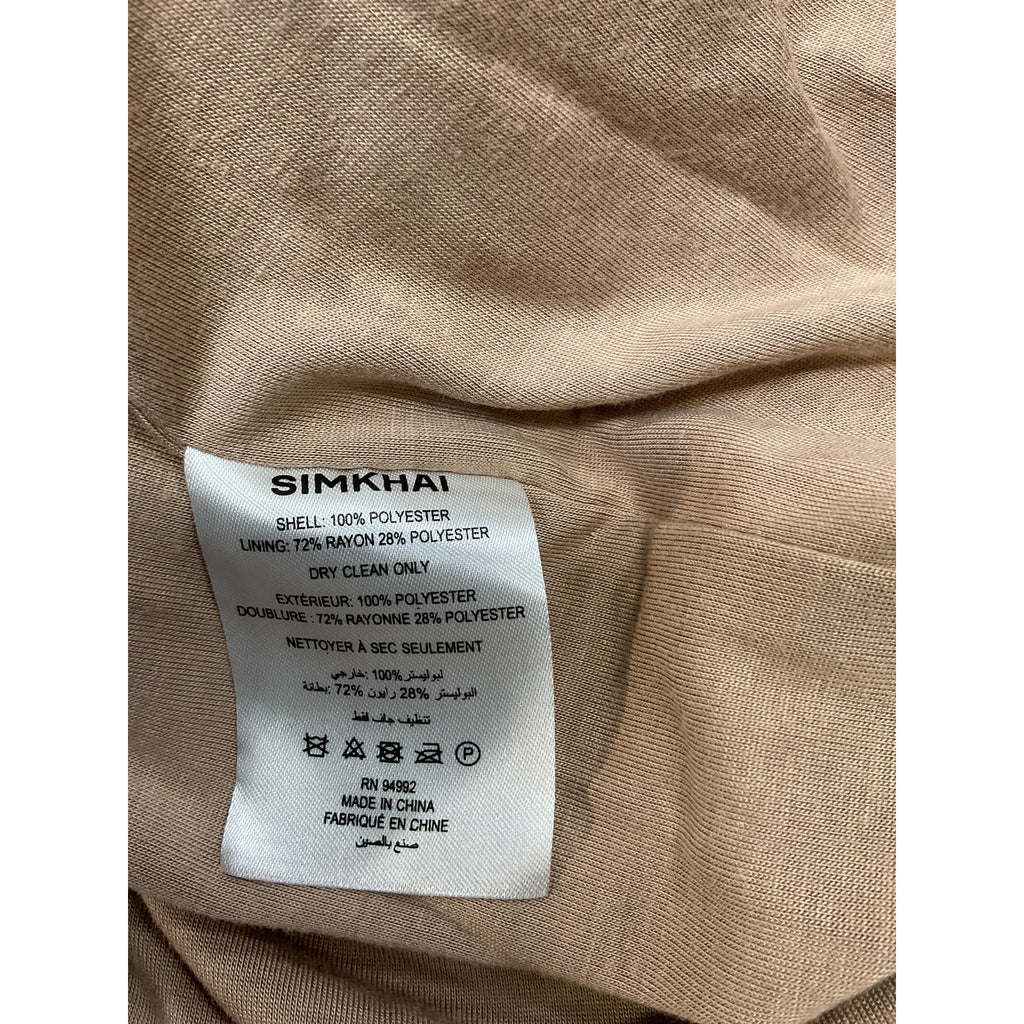 SIMKHAI
SHELL: 100% POLYESTER
LINING: 72% RAYON 28% POLYESTER
DRY CLEAN ONLY
EXTÉRIEUR: 100% POLYESTER
DOUBLURE : 72% RAYONNE 28% POLYESTER
NETTOYER À SEC SEULEMENT
لبوليستر %100 :خارجي
البوليستر %28 رايون %72 :بطانة
تنظيف جاف فقط
P
RN 94992
MADE IN CHINA
FABRIQUÉ EN CHINE
صنع بالصين